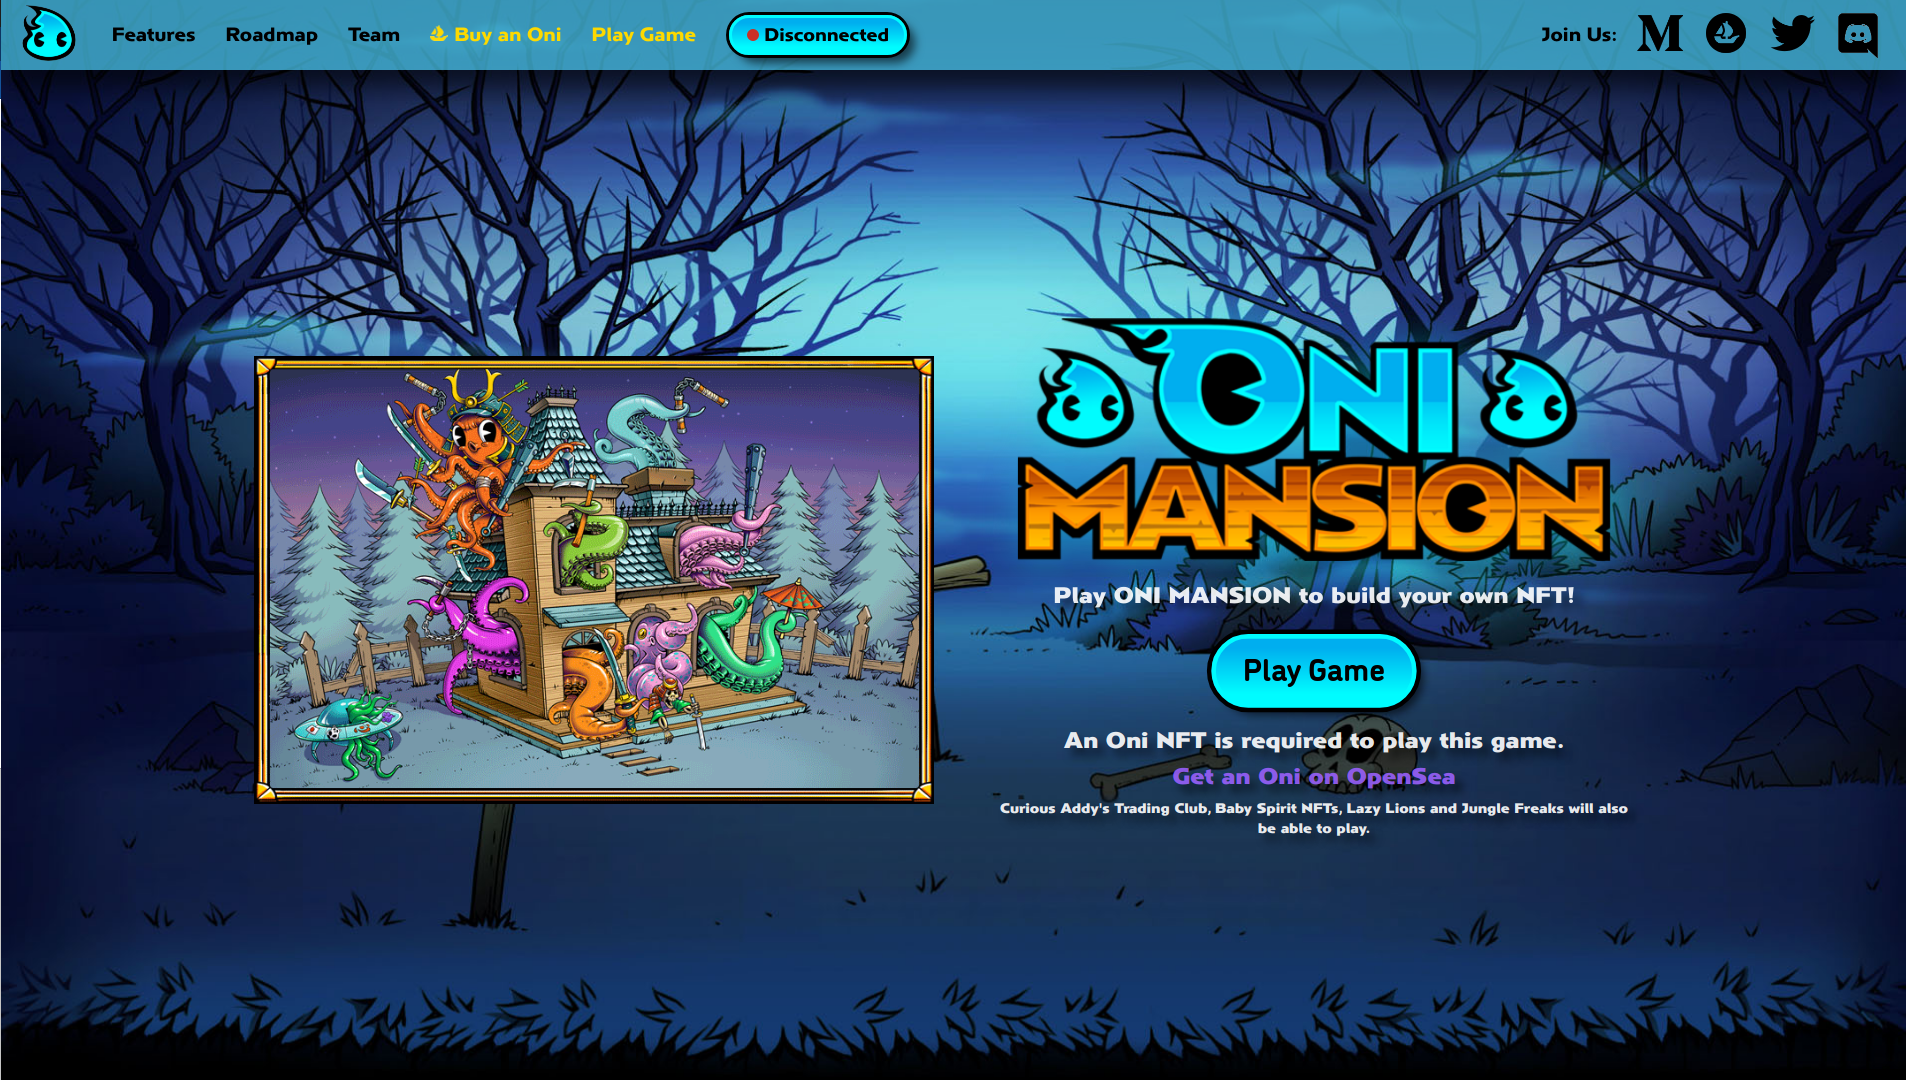 Features Roadmap Team Buy an Oni Play Game Disconnected Join Us:
ONI
MANSION
Play ONI MANSION to build your own NFT!
Play Game
An Oni NFT is required to play this game.
Get an Oni on OpenSea
Curious Addy's Trading Club, Baby Spirit NFTs, Lazy Lions and Jungle Freaks will also
be able to play.